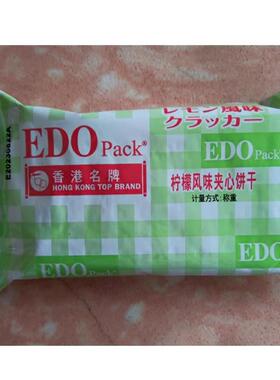 レモン風味
クラッカー
EDO Pack®
香港名牌
HONG KONG TOP BRAND
EDO Pack
柠檬风味夹心饼干
计量方式:称重
EDO Pack